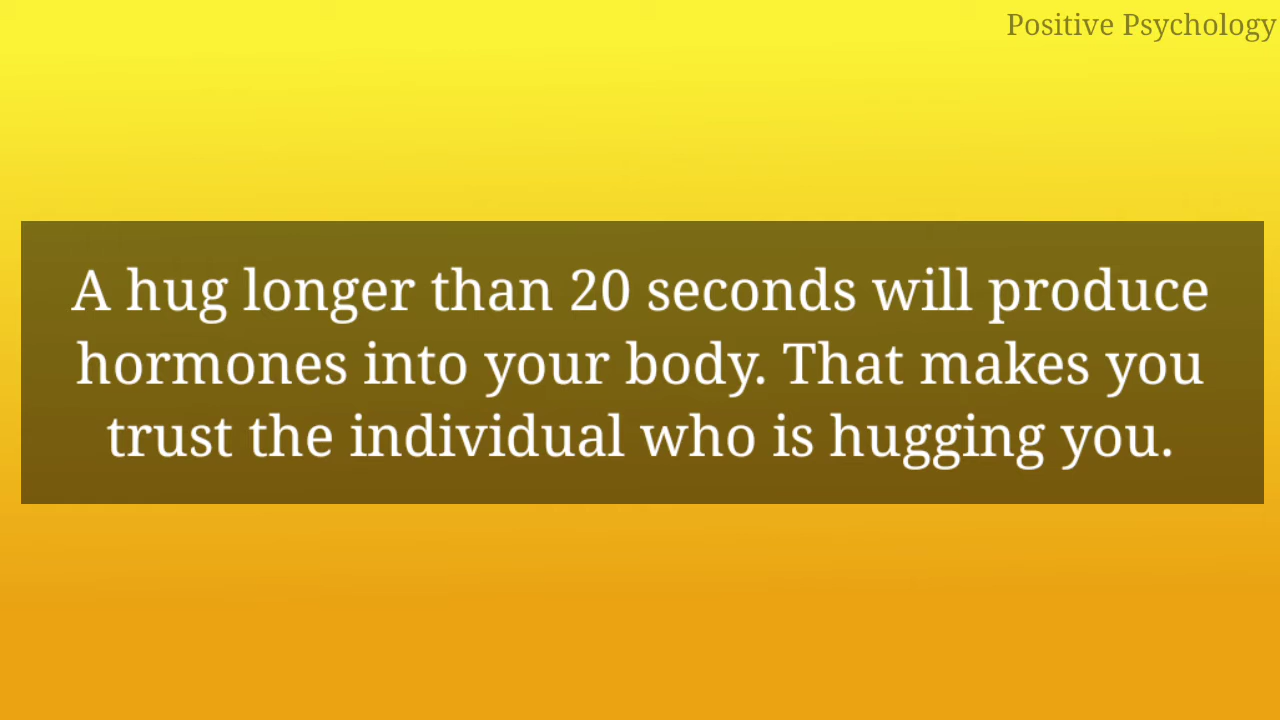 Positive Psychology
A hug longer than 20 seconds will produce
hormones into your body. That makes you
trust the individual who is hugging you.